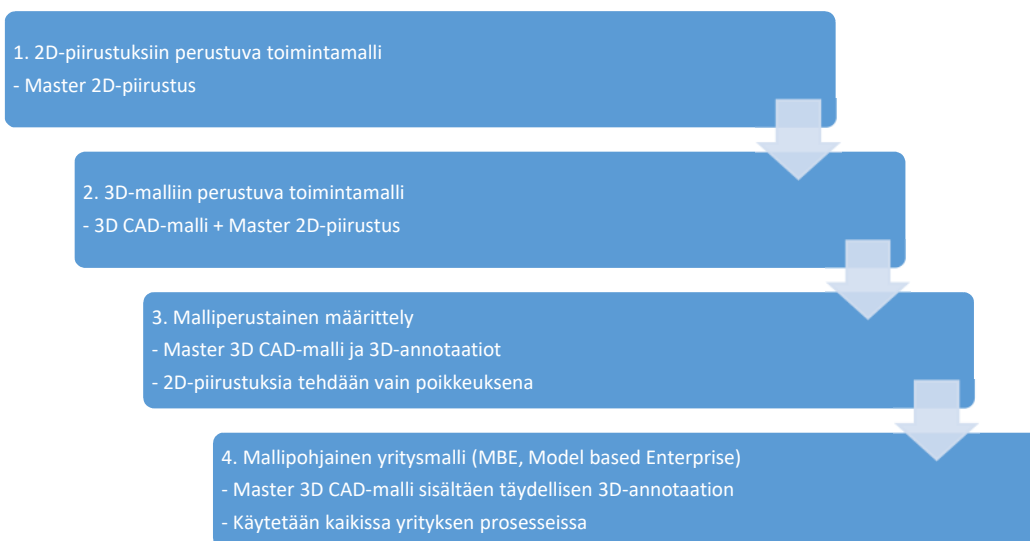 1. 2D-piirustuksiin perustuva toimintamalli
- Master 2D-piirustus
2. 3D-malliin perustuva toimintamalli
- 3D CAD-malli + Master 2D-piirustus
3. Malliperustainen määrittely
- Master 3D CAD-malli ja 3D-annotaatiot
- 2D-piirustuksia tehdään vain poikkeuksena
4. Mallipohjainen yritysmalli (MBE, Model based Enterprise)
- Master 3D CAD-malli sisältäen täydellisen 3D-annotaation
- Käytetään kaikissa yrityksen prosesseissa